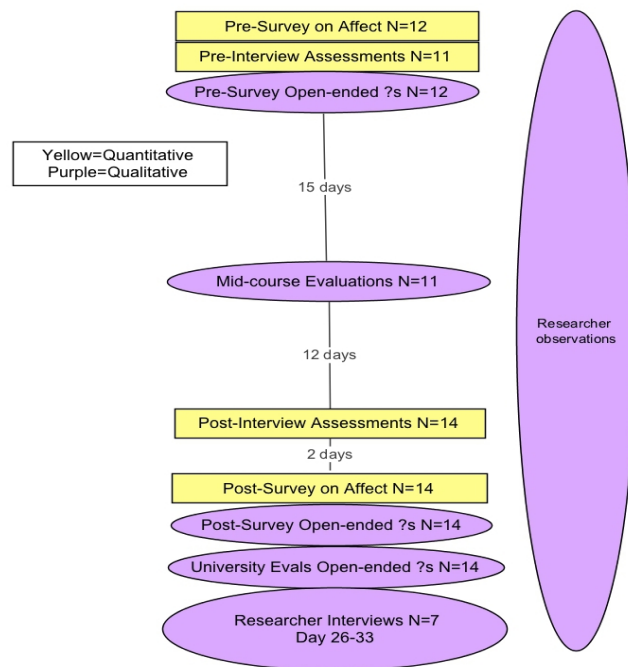 Pre-Survey on Affect N=12
Pre-Interview Assessments N=11
Pre-Survey Open-ended ?s N=12
Yellow=Quantitative
Purple=Qualitative
15 days
Mid-course Evaluations N=11
Researcher
observations
12 days
Post-Interview Assessments N=14
2 days
Post-Survey on Affect N=14
Post-Survey Open-ended ?s N=14
University Evals Open-ended ?s N=14
Researcher Interviews N=7
Day 26-33